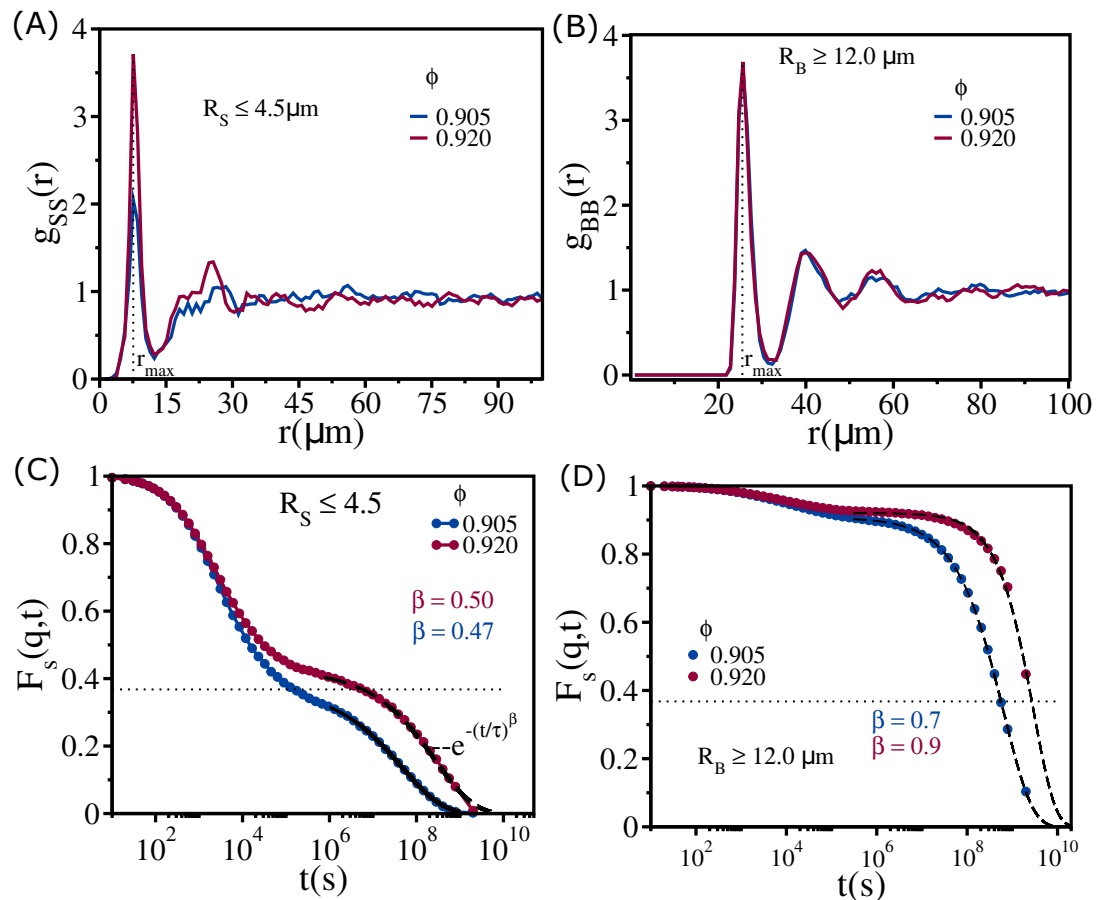 (A)
4
3
2
1
0
g_SS(r)
R_S ≤ 4.5μm
ϕ
0.905
0.920
r_max
0 15 30 45 60 75 90
r(μm)
(B)
4
3
2
1
0
g_BB(r)
R_B ≥ 12.0 μm
ϕ
0.905
0.920
r_max
20 40 60 80 100
r(μm)
(C)
1
0.8
0.6
0.4
0.2
0
F_s(q,t)
R_S ≤ 4.5
ϕ
0.905
0.920
β = 0.50
β = 0.47
--e^-(t/τ)^β
10^2 10^4 10^6 10^8 10^10
t(s)
(D)
1
0.8
0.6
0.4
0.2
0
F_s(q,t)
ϕ
0.905
0.920
β = 0.7
β = 0.9
R_B ≥ 12.0 μm
10^2 10^4 10^6 10^8 10^10
t(s)